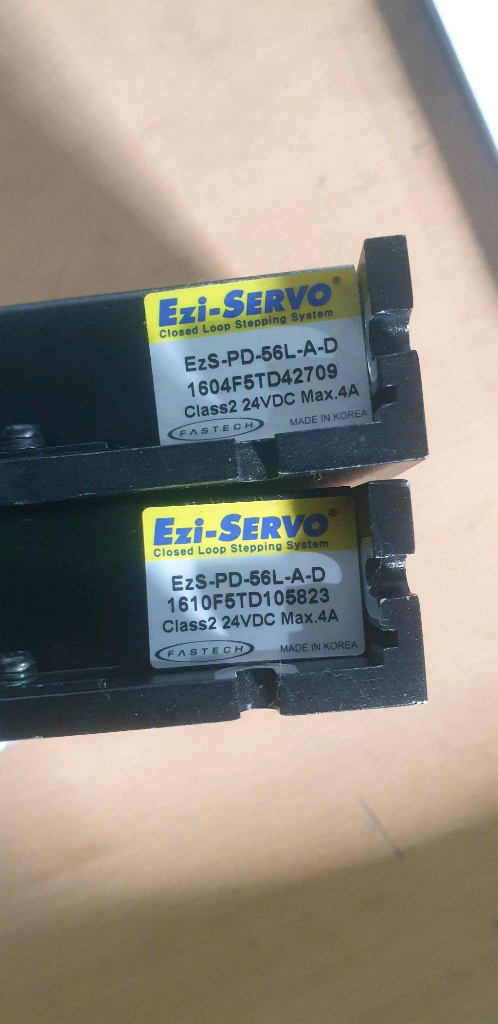 Ezi-SERVO®
Closed Loop Stepping System
EzS-PD-56L-A-D
1604F5TD42709
Class2 24VDC Max.4A
FASTECH MADE IN KOREA
Ezi-SERVO®
Closed Loop Stepping System
EzS-PD-56L-A-D
1610F5TD105823
Class2 24VDC Max.4A
FASTECH MADE IN KOREA